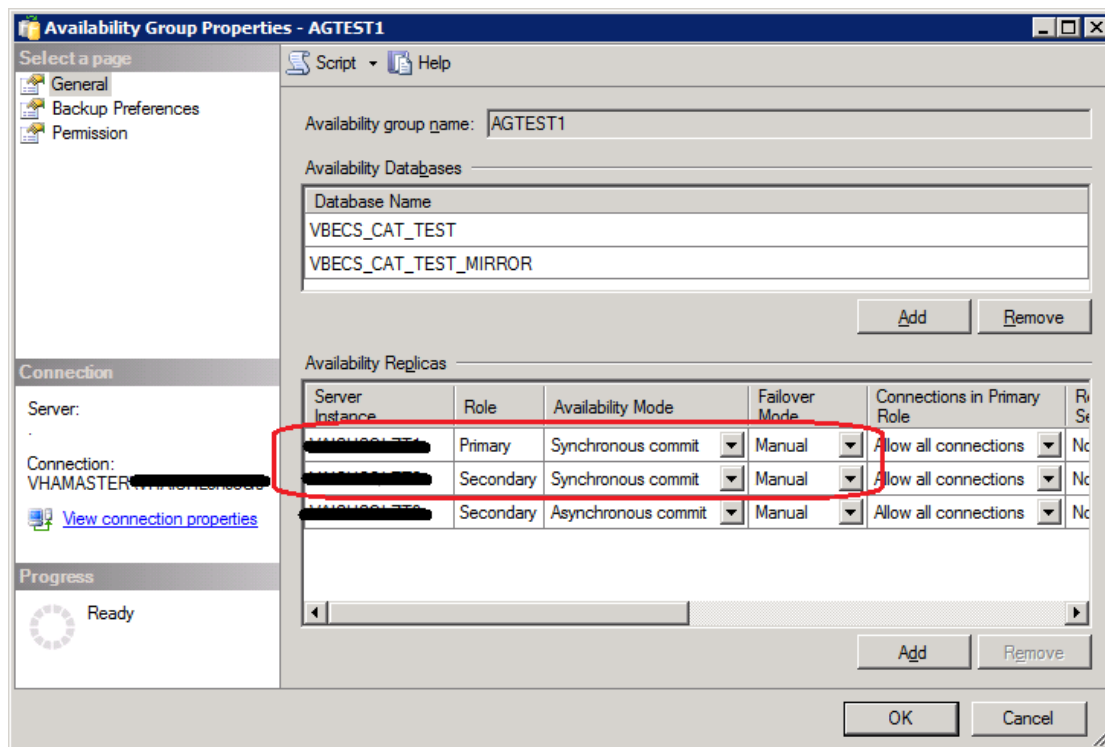 Availability Group Properties - AGTEST1
Select a page
General
Backup Preferences
Permission
Script
Help
Availability group name: AGTEST1
Availability Databases
Database Name
VBECS_CAT_TEST
VBECS_CAT_TEST_MIRROR
Add Remove
Availability Replicas
Server Instance Role Availability Mode Failover Mode Connections in Primary Role
Primary Synchronous commit Manual Allow all connections
Secondary Synchronous commit Manual Allow all connections
Secondary Asynchronous commit Manual Allow all connections
Add Remove
Connection
Server:
.
Connection:
VHAMASTER
View connection properties
Progress
Ready
OK Cancel